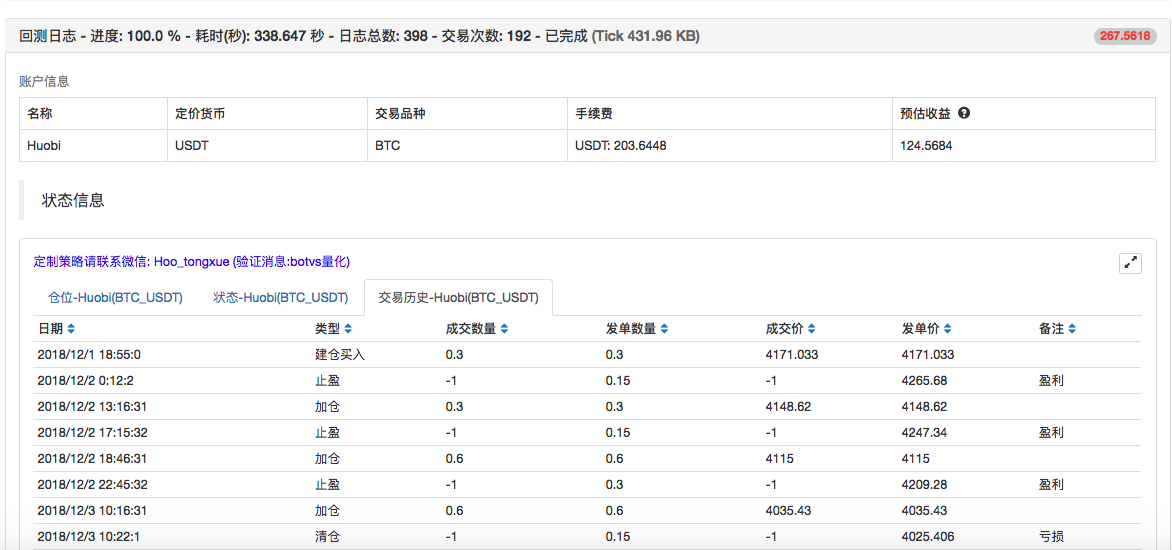 回测日志 - 进度: 100.0 % - 耗时(秒): 338.647 秒 - 日志总数: 398 - 交易次数: 192 - 已完成 (Tick 431.96 KB) 267.5618
账户信息
名称 定价货币 交易品种 手续费 预估收益 ?
Huobi USDT BTC USDT: 203.6448 124.5684
状态信息
定制策略请联系微信: Hoo_tongxue (验证消息:botvs量化)
仓位-Huobi(BTC_USDT) 状态-Huobi(BTC_USDT) 交易历史-Huobi(BTC_USDT)
日期 类型 成交数量 发单数量 成交价 发单价 备注
2018/12/1 18:55:0 建仓买入 0.3 0.3 4171.033 4171.033
2018/12/2 0:12:2 止盈 -1 0.15 -1 4265.68 盈利
2018/12/2 13:16:31 加仓 0.3 0.3 4148.62 4148.62
2018/12/2 17:15:32 止盈 -1 0.15 -1 4247.34 盈利
2018/12/2 18:46:31 加仓 0.6 0.6 4115 4115
2018/12/2 22:45:32 止盈 -1 0.3 -1 4209.28 盈利
2018/12/3 10:16:31 加仓 0.6 0.6 4035.43 4035.43
2018/12/3 10:22:1 清仓 -1 0.15 -1 4025.406 亏损